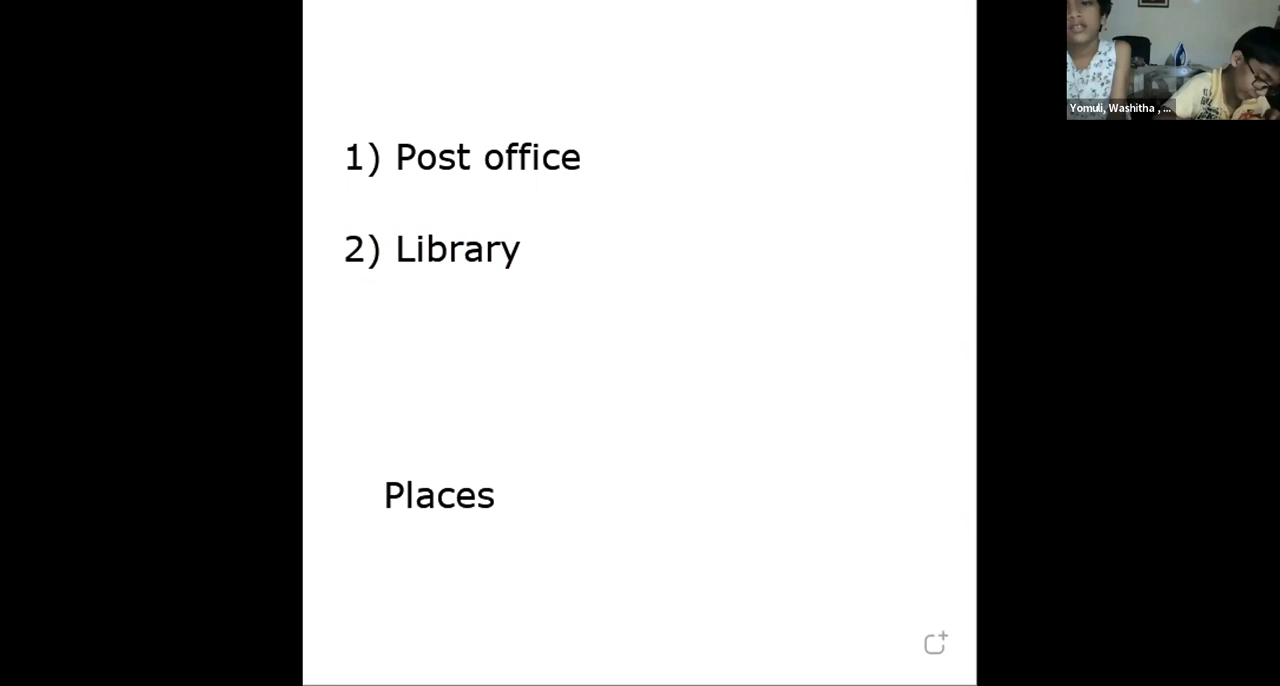 1) Post office
2) Library
Places
Yomuli, Washitha , ...